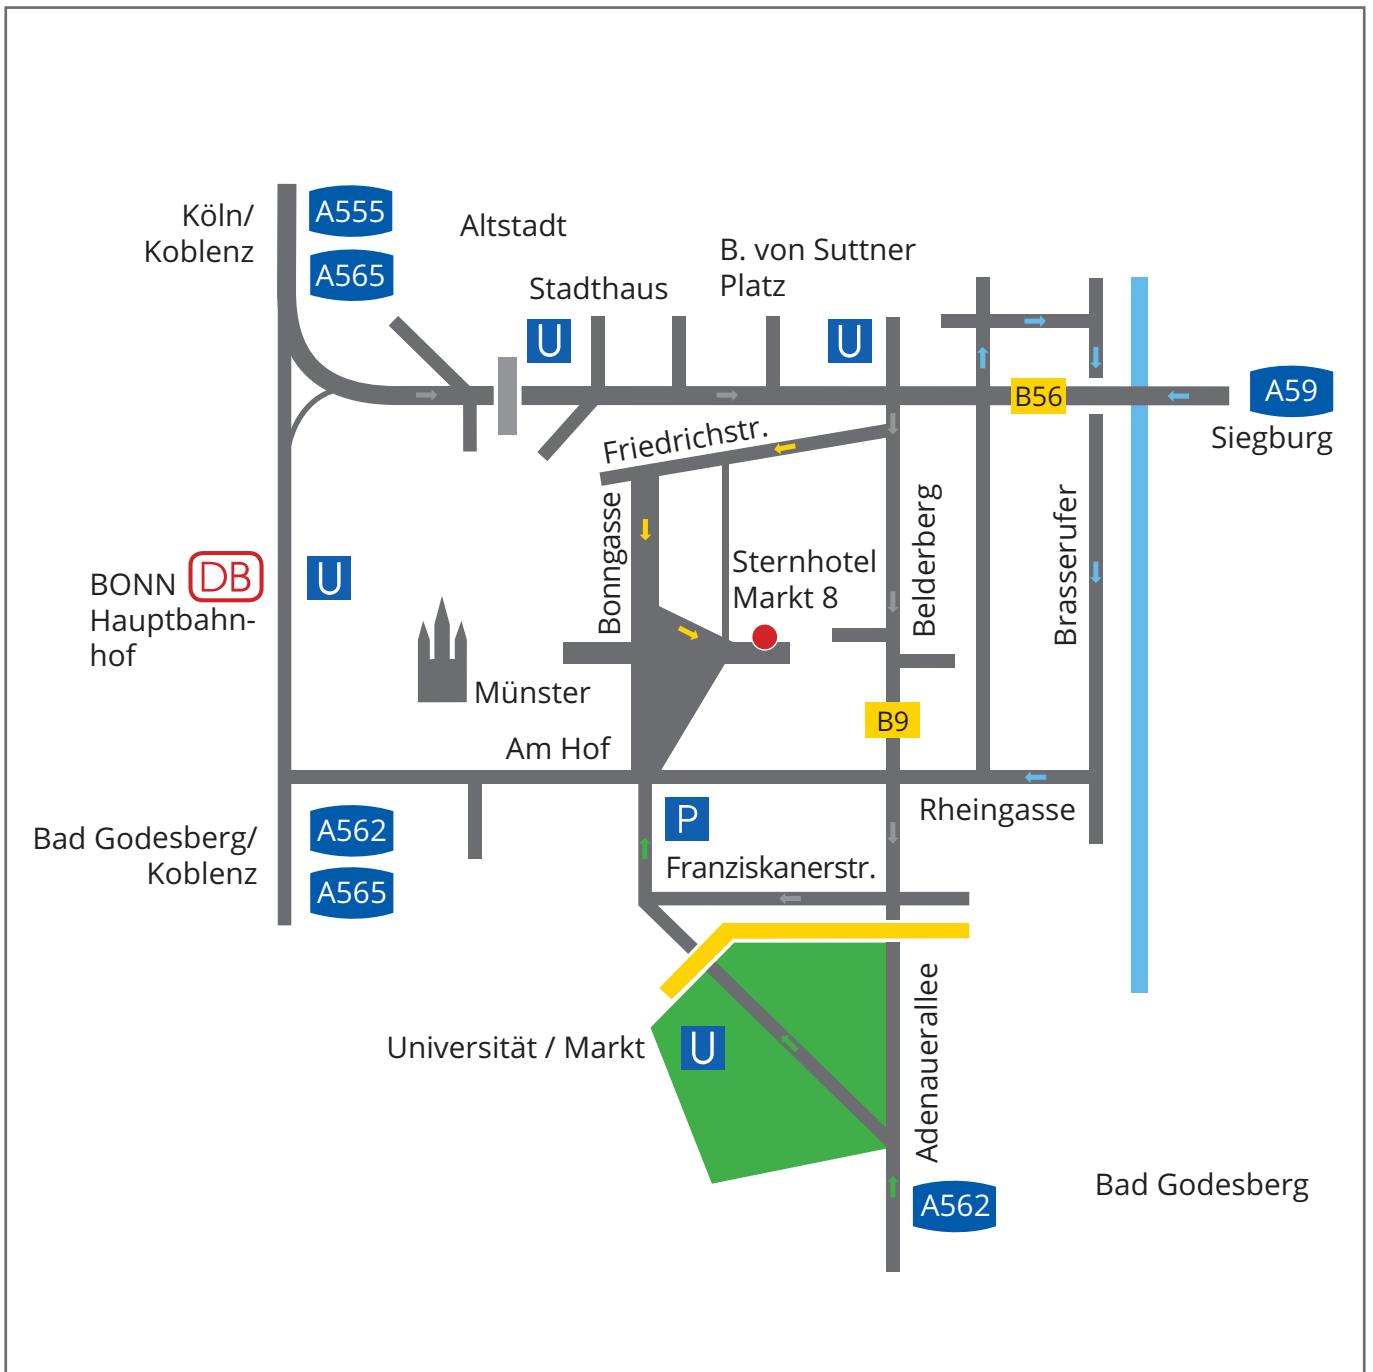 Köln/
Koblenz
A555
A565
Altstadt
Stadthaus
U
B. von Suttner
Platz
U
B56
A59
Siegburg
Friedrichstr.
Bonngasse
Belderberg
Brasserufer
BONN DB
Hauptbahn-
hof
U
Sternhotel
Markt 8
Münster
B9
Am Hof
Rheingasse
P
Franziskanerstr.
Bad Godesberg/
Koblenz
A562
A565
Universität / Markt
U
Adenauerallee
A562
Bad Godesberg